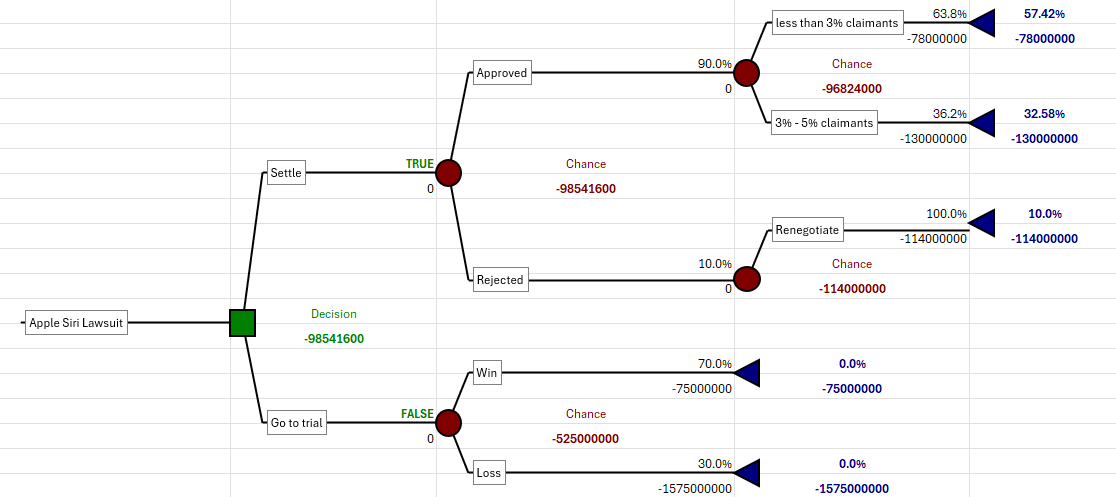 less than 3% claimants 63.8% 57.42%
-78000000 -78000000
Approved 90.0% Chance
0 -96824000
3% - 5% claimants 36.2% 32.58%
-130000000 -130000000
Settle TRUE Chance
0 -98541600
Renegotiate 100.0% 10.0%
-114000000 -114000000
Rejected 10.0% Chance
0 -114000000
Apple Siri Lawsuit Decision
-98541600
Win 70.0% 0.0%
-75000000 -75000000
Go to trial FALSE Chance
0 -525000000
Loss 30.0% 0.0%
-1575000000 -1575000000